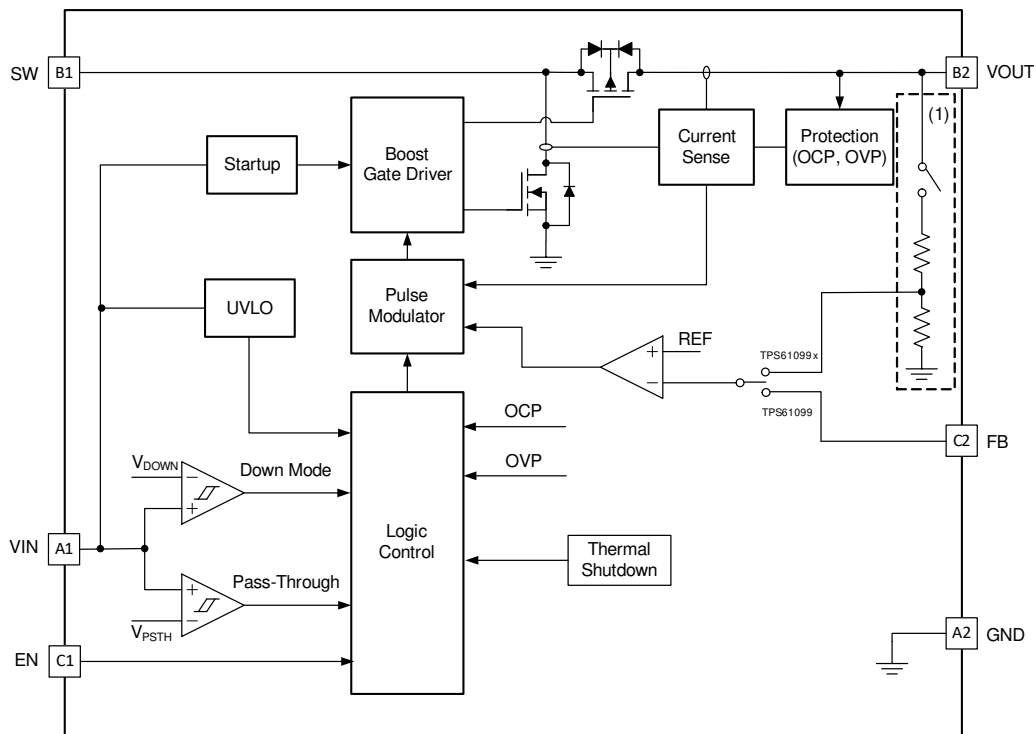 SW
B1
B2
VOUT
(1)
Startup
Boost
Gate Driver
Current
Sense
Protection
(OCP, OVP)
UVLO
Pulse
Modulator
REF
+
−
TPS61099x
TPS61099
C2
FB
OCP
OVP
VDOWN
−
+
Down Mode
VIN
A1
Logic
Control
Thermal
Shutdown
Pass-Through
+
−
VPSTH
EN
C1
A2
GND